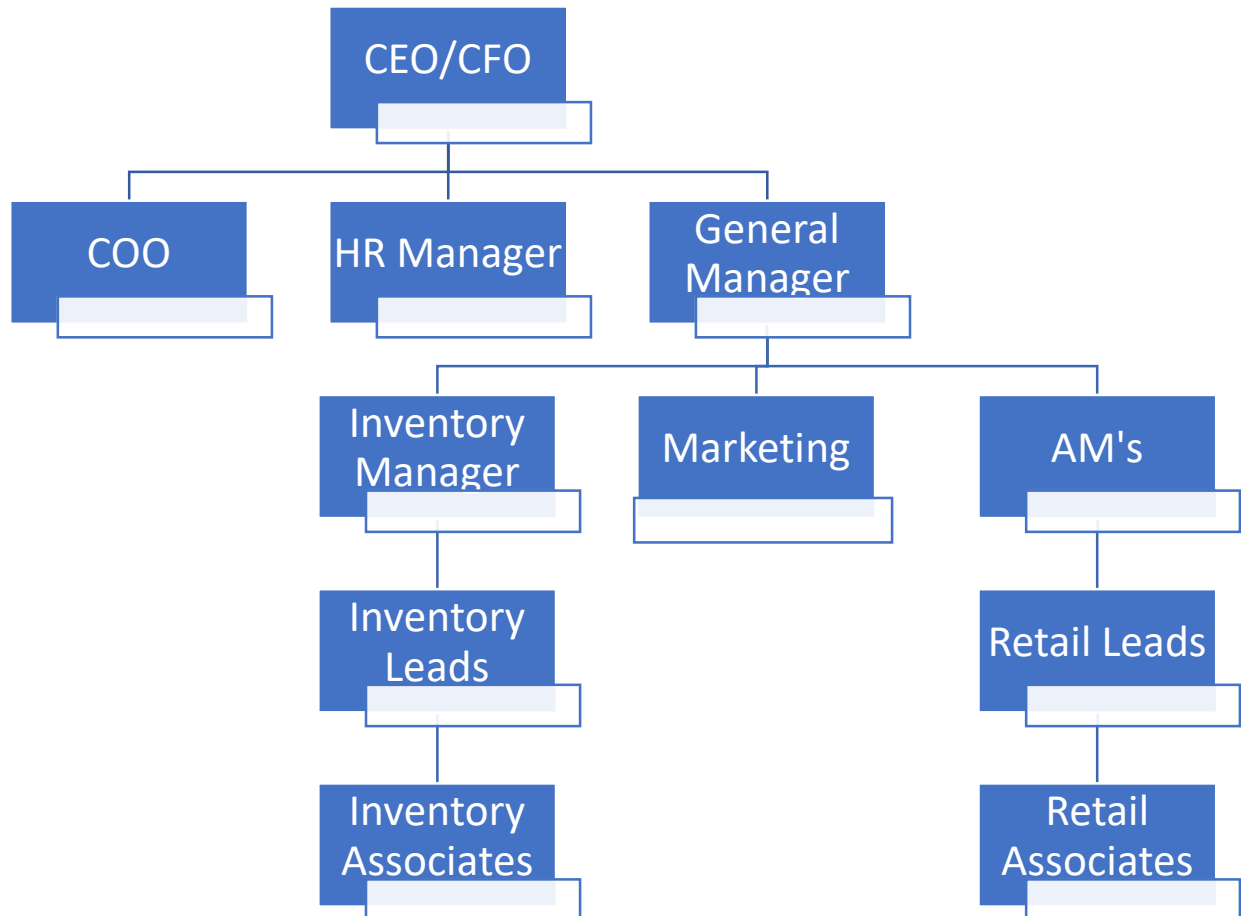 CEO/CFO
COO
HR Manager
General
Manager
Inventory
Manager
Marketing
AM's
Inventory
Leads
Retail Leads
Inventory
Associates
Retail
Associates